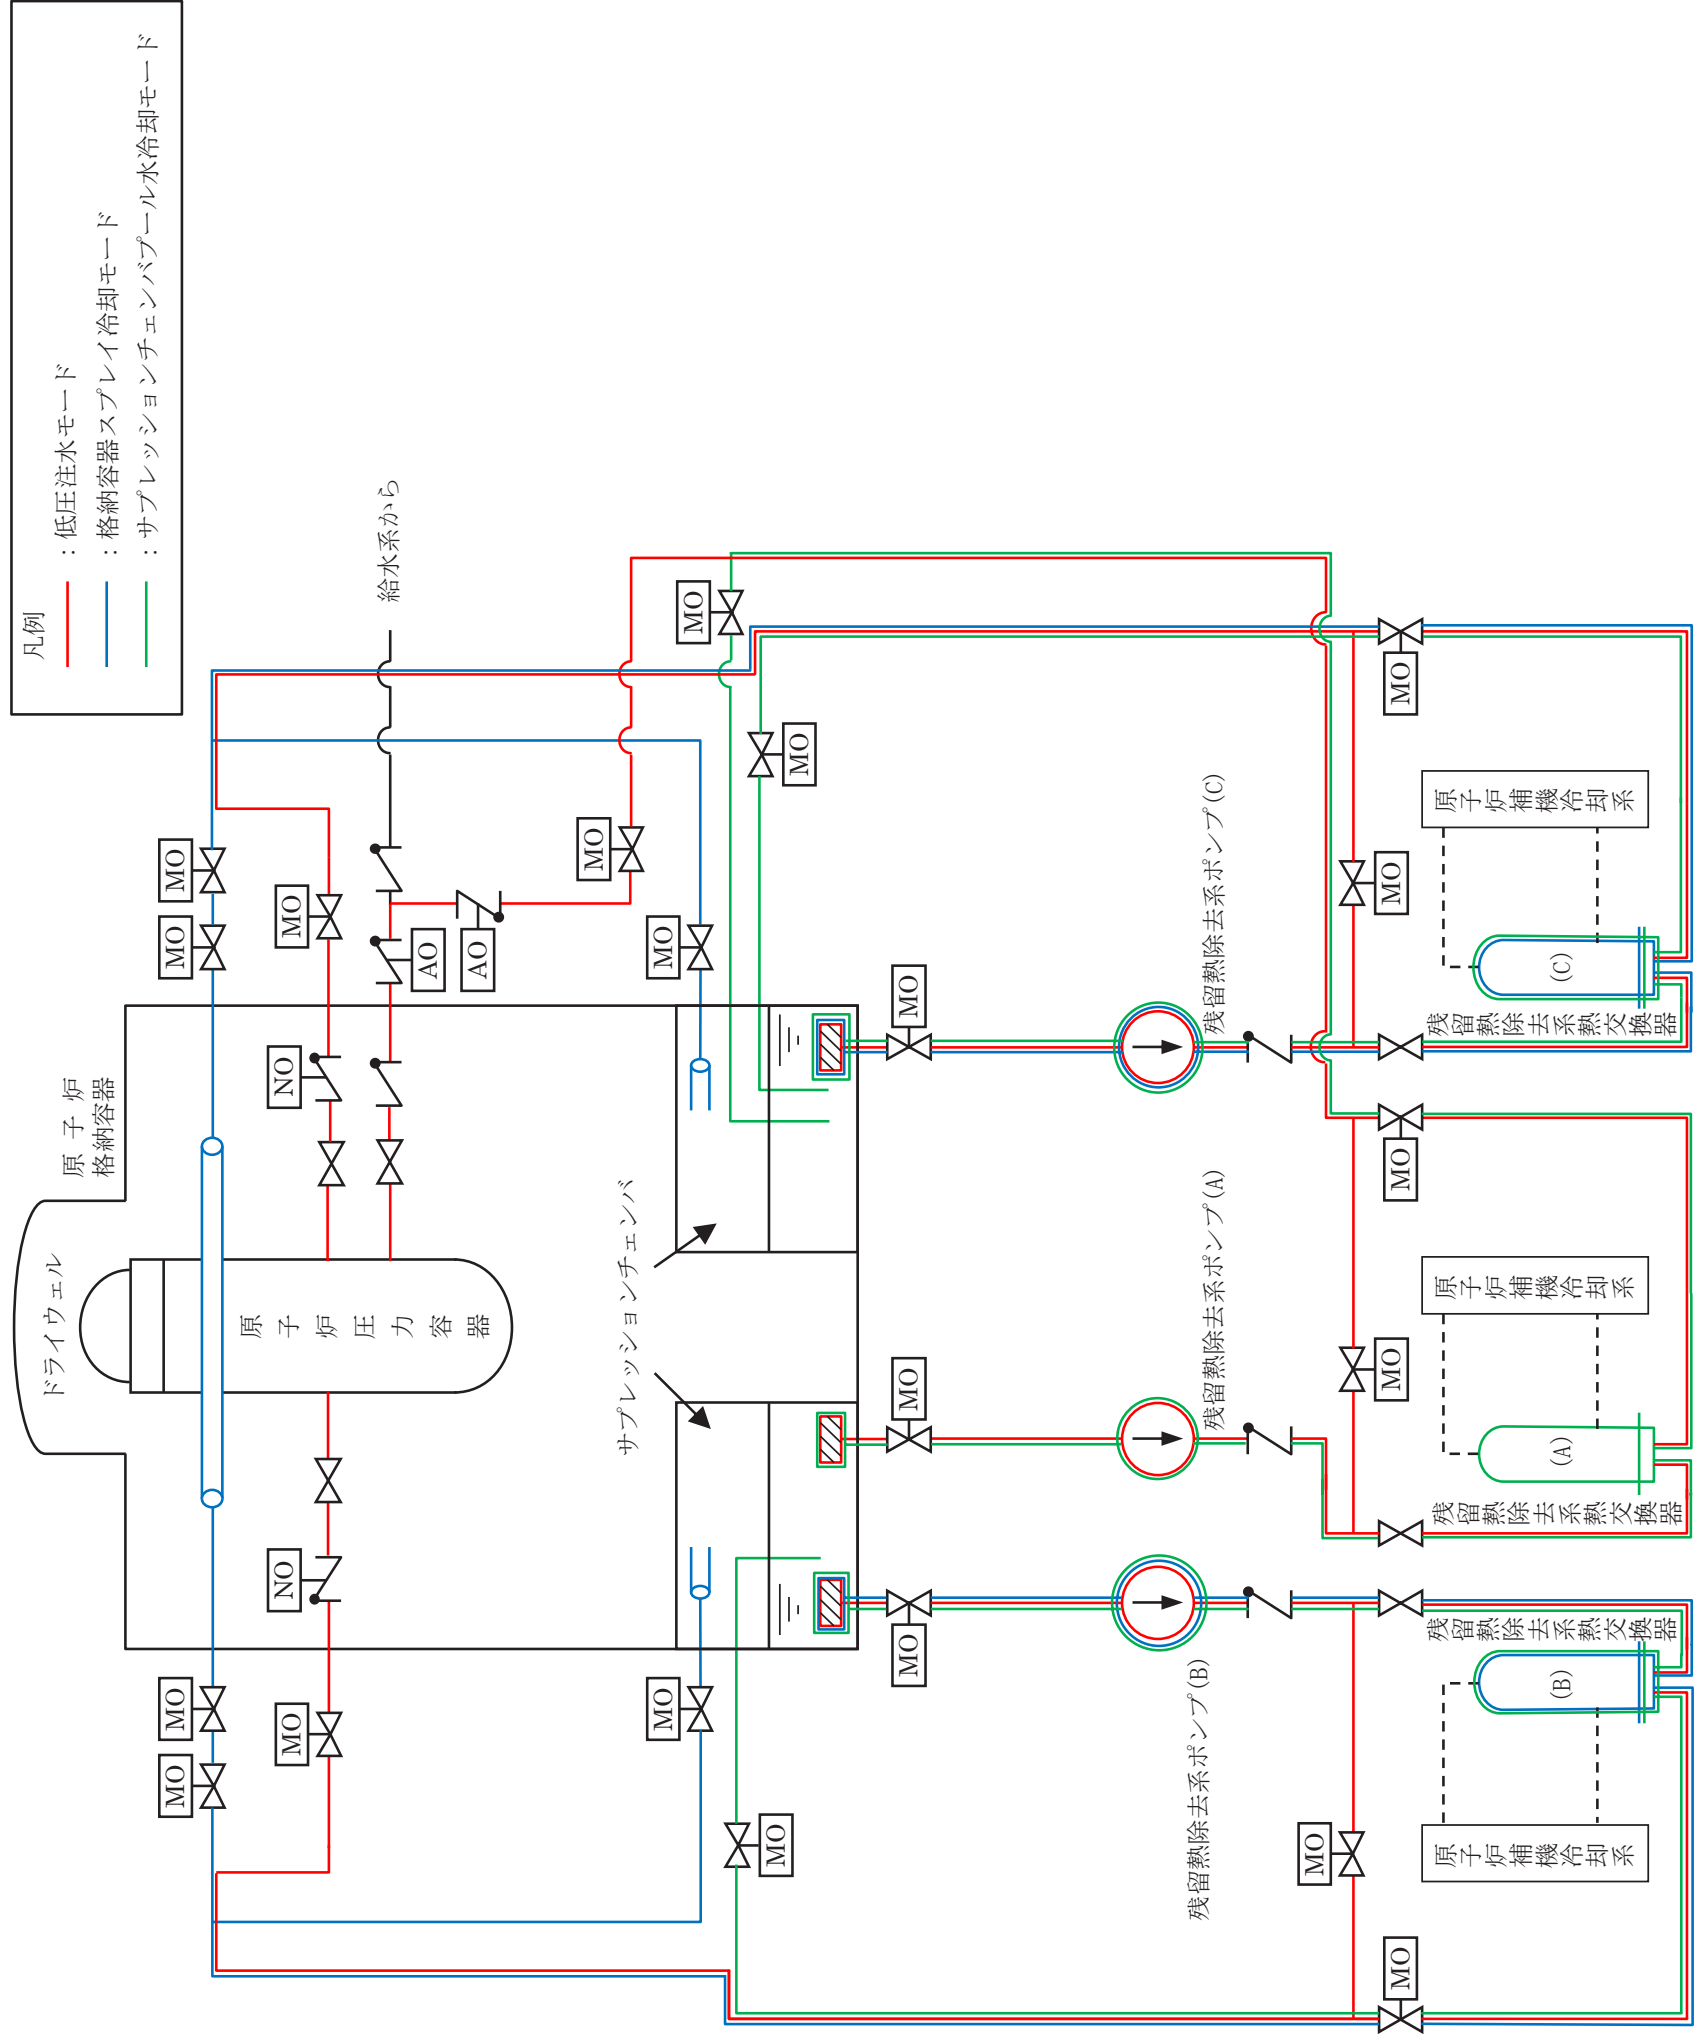 凡例
：低圧注水モード
：格納容器スプレイ冷却モード
：サプレッションチェンバプール水冷却モード
ドライウェル
原子炉
格納容器
MO
MO
MO
MO
原子炉圧力容器
MO
NO
NO
MO
給水系から
AO
AO
MO
サプレッションチェンバ
MO
MO
MO
MO
MO
MO
MO
MO
残留熱除去系ポンプ(B)
残留熱除去系ポンプ(A)
残留熱除去系ポンプ(C)
MO
MO
MO
MO
MO
MO
原子炉補機冷却系
残留熱除去系熱交換器
(B)
残留熱除去系熱交換器
(A)
原子炉補機冷却系
残留熱除去系熱交換器
(C)
原子炉補機冷却系